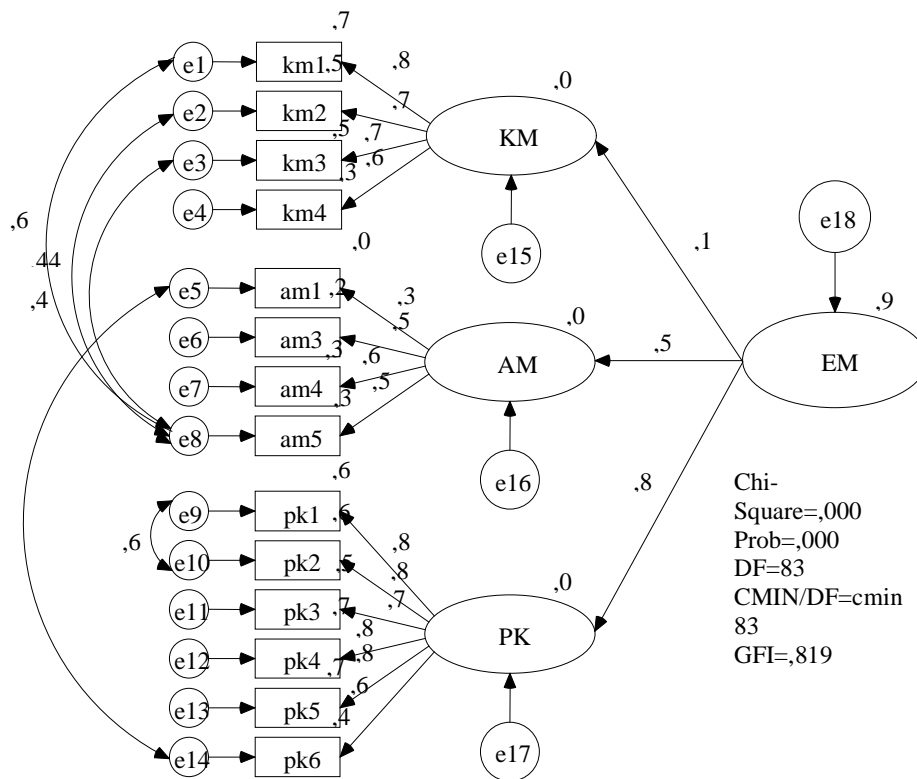 ,7
e1
km1
,5
,8
e2
km2
,7
,0
,5
,7
KM
e3
km3
,6
,3
e4
km4
e18
,6
,0
e15
,1
,44
,4
e5
am1
,2
,3
,0
,9
e6
am3
,5
,5
,3
,6
AM
EM
e7
am4
,5
,3
e8
am5
,6
e16
,8
e9
pk1
,6
,6
,8
e10
pk2
,5
,8
,0
e11
pk3
,7
,7
,8
PK
e12
pk4
,7
,8
e13
pk5
,6
,4
e14
pk6
e17
Chi-
Square=,000
Prob=,000
DF=83
CMIN/DF=cmin
83
GFI=,819